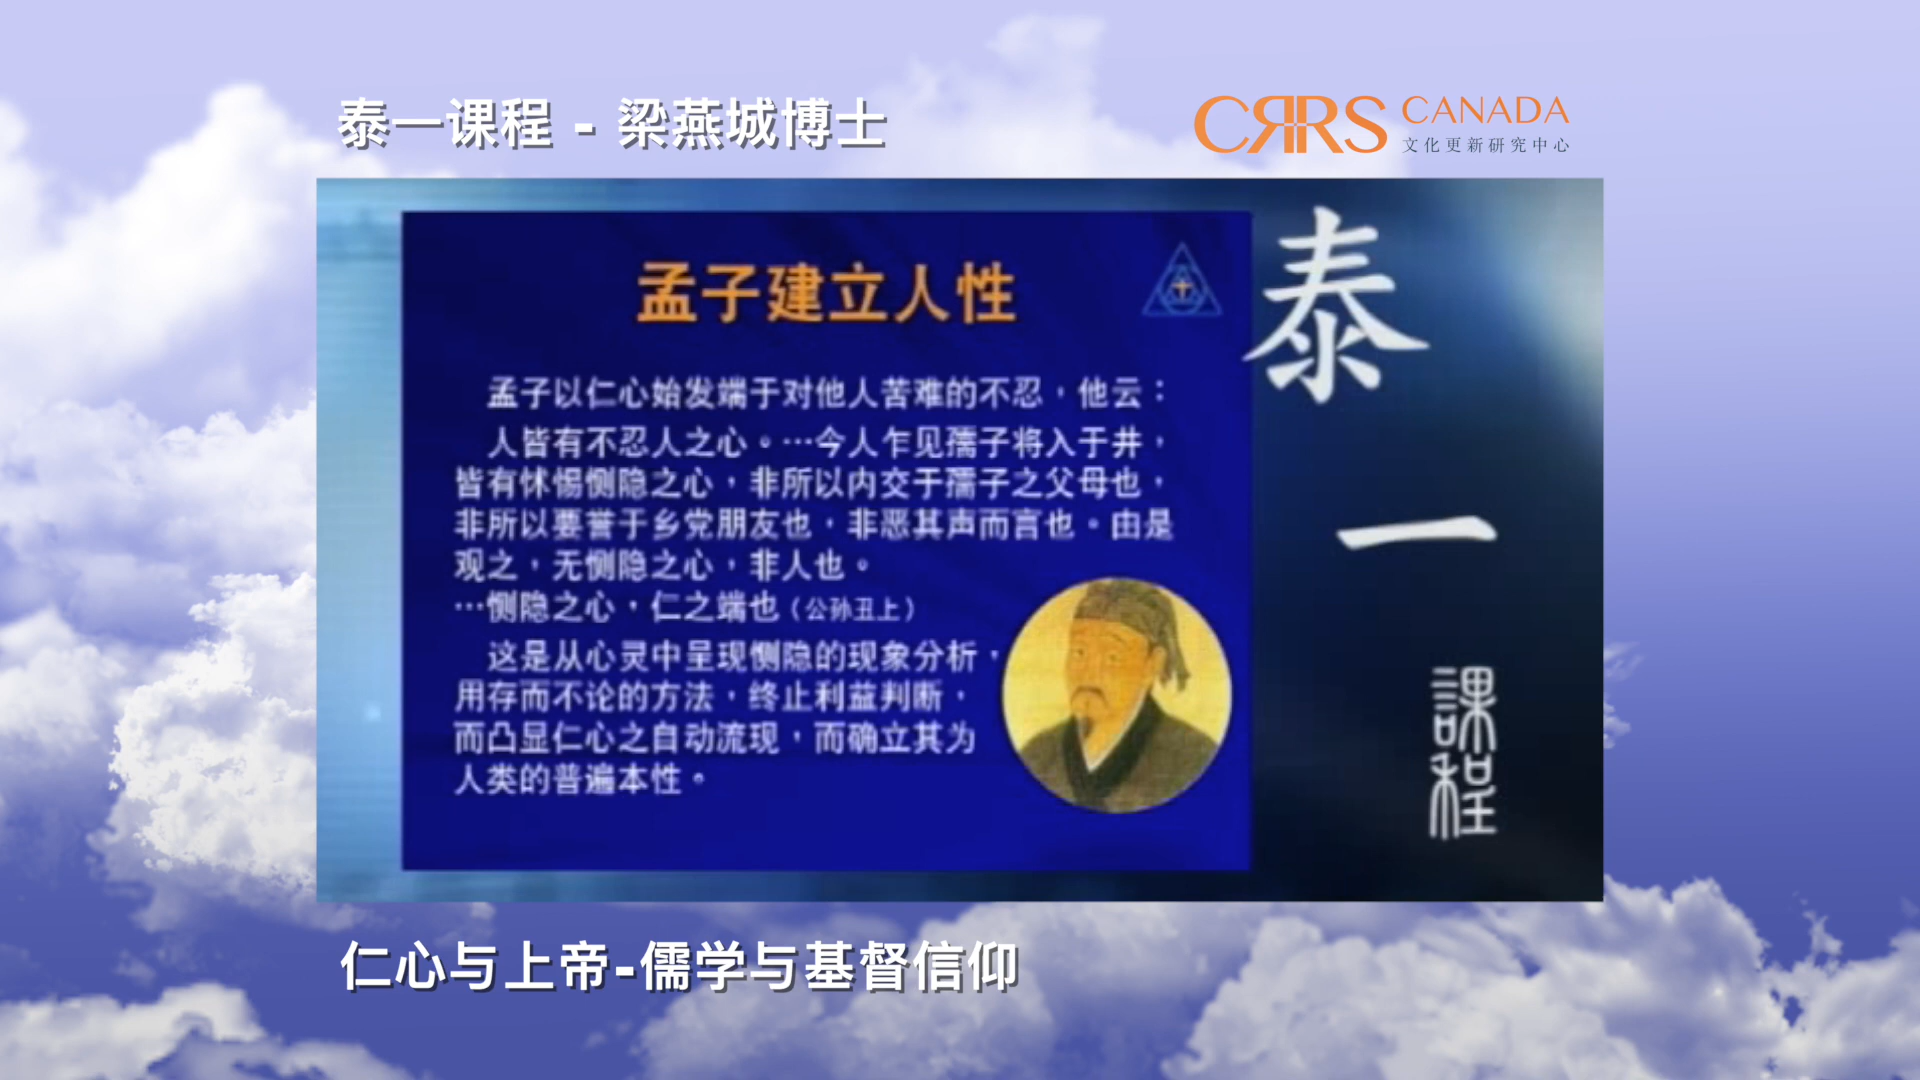 泰一课程 - 梁燕城博士
CRRS CANADA
文化更新研究中心
孟子建立人性
孟子以仁心始发端于对他人苦难的不忍，他云：
人皆有不忍人之心。…今人乍见孺子将入于井，
皆有怵惕恻隐之心，非所以内交于孺子之父母也，
非所以要誉于乡党朋友也，非恶其声而言也。由是
观之，无恻隐之心，非人也。
…恻隐之心，仁之端也（公孙丑上）
这是从心灵中呈现恻隐的现象分析，
用存而不论的方法，终止利益判断，
而凸显仁心之自动流现，而确立其为
人类的普遍本性。
泰
一
課程
仁心与上帝-儒学与基督信仰